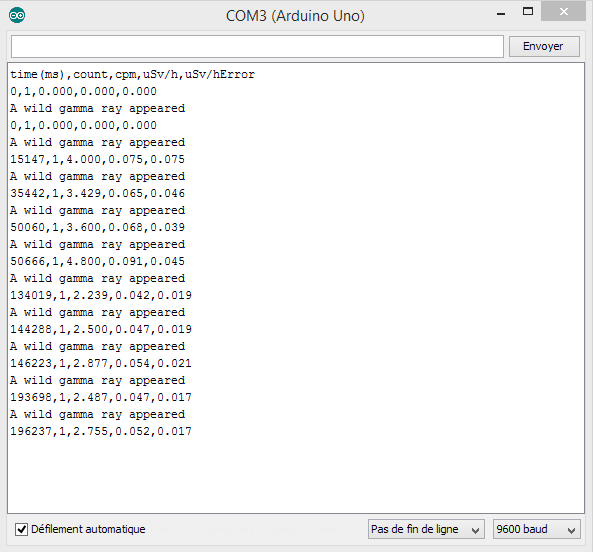 COM3 (Arduino Uno)
Envoyer
time(ms),count,cpm,uSv/h,uSv/hError
0,1,0.000,0.000,0.000
A wild gamma ray appeared
0,1,0.000,0.000,0.000
A wild gamma ray appeared
15147,1,4.000,0.075,0.075
A wild gamma ray appeared
35442,1,3.429,0.065,0.046
A wild gamma ray appeared
50060,1,3.600,0.068,0.039
A wild gamma ray appeared
50666,1,4.800,0.091,0.045
A wild gamma ray appeared
134019,1,2.239,0.042,0.019
A wild gamma ray appeared
144288,1,2.500,0.047,0.019
A wild gamma ray appeared
146223,1,2.877,0.054,0.021
A wild gamma ray appeared
193698,1,2.487,0.047,0.017
A wild gamma ray appeared
196237,1,2.755,0.052,0.017
Défilement automatique
Pas de fin de ligne
9600 baud